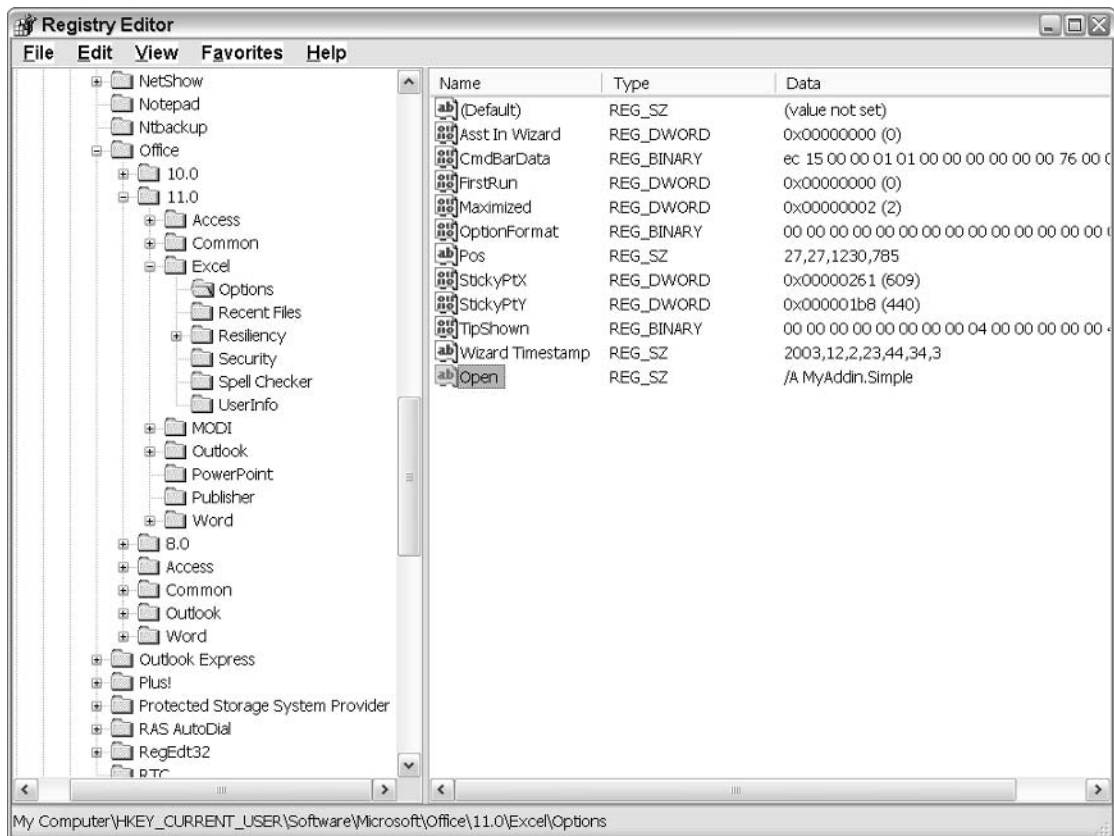 Registry Editor
File Edit View Favorites Help
NetShow
Notepad
Ntbackup
Office
10.0
11.0
Access
Common
Excel
Options
Recent Files
Resiliency
Security
Spell Checker
UserInfo
MODI
Outlook
PowerPoint
Publisher
Word
8.0
Access
Common
Outlook
Word
Outlook Express
Plus!
Protected Storage System Provider
RAS AutoDial
RegEdt32
RTC
Name Type Data
(Default) REG_SZ (value not set)
Asst In Wizard REG_DWORD 0x00000000 (0)
CmdBarData REG_BINARY ec 15 00 00 01 01 00 00 00 00 00 00 76 00
FirstRun REG_DWORD 0x00000000 (0)
Maximized REG_DWORD 0x00000002 (2)
OptionFormat REG_BINARY 00 00 00 00 00 00 00 00 00 00 00 00 00 00 00
Pos REG_SZ 27,27,1230,785
StickyPtX REG_DWORD 0x00000261 (609)
StickyPtY REG_DWORD 0x000001b8 (440)
TipShown REG_BINARY 00 00 00 00 00 00 00 00 04 00 00 00 00 00
Wizard Timestamp REG_SZ 2003,12,2,23,44,34,3
Open REG_SZ /A MyAddin.Simple
My Computer\HKEY_CURRENT_USER\Software\Microsoft\Office\11.0\Excel\Options